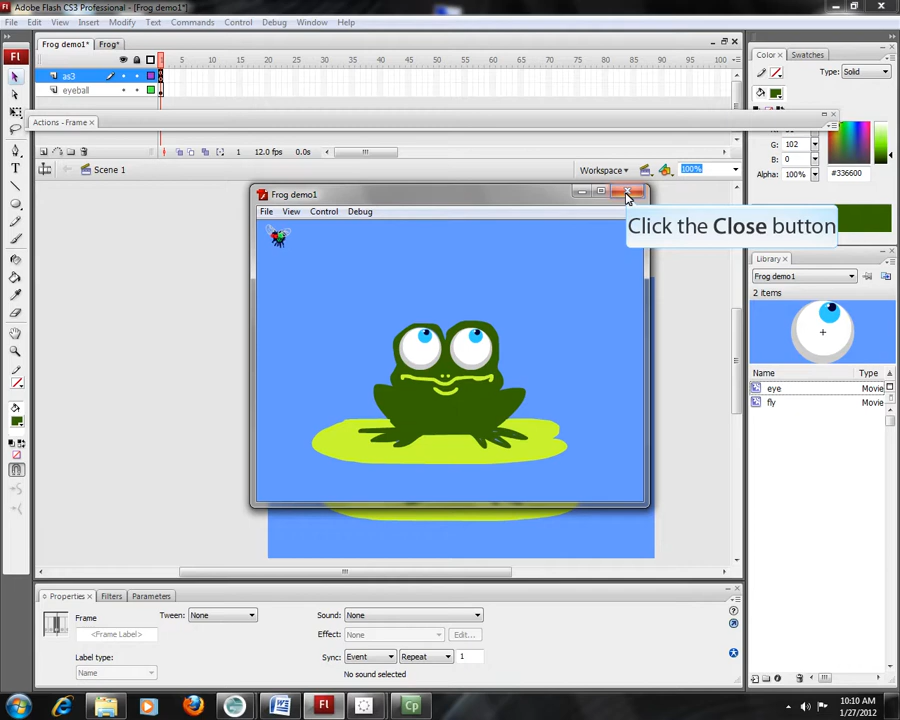 Adobe Flash CS3 Professional - [Frog demo1*]
File Edit View Insert Modify Text Commands Control Debug Window Help
Frog demo1* Frog*
as3 1 5 10 15 20 25 30 35 40 45 50 55 60 65 70 75 80 85 90 95 100
eyeball
Actions - Frame
1 12.0 fps 0.0s
Scene 1 Workspace 100%
Frog demo1
File View Control Debug
Click the Close button
Color Swatches
Type: Solid
G: 102
B: 0
Alpha: 100% #336600
Library
Frog demo1
2 items
Name Type
eye Movie
fly Movie
Properties Filters Parameters
Frame Tween: None Sound: None
<Frame Label> Effect: None Edit...
Label type: Sync: Event Repeat 1
Name No sound selected
Fl
W Fl Cp
10:10 AM
1/27/2012